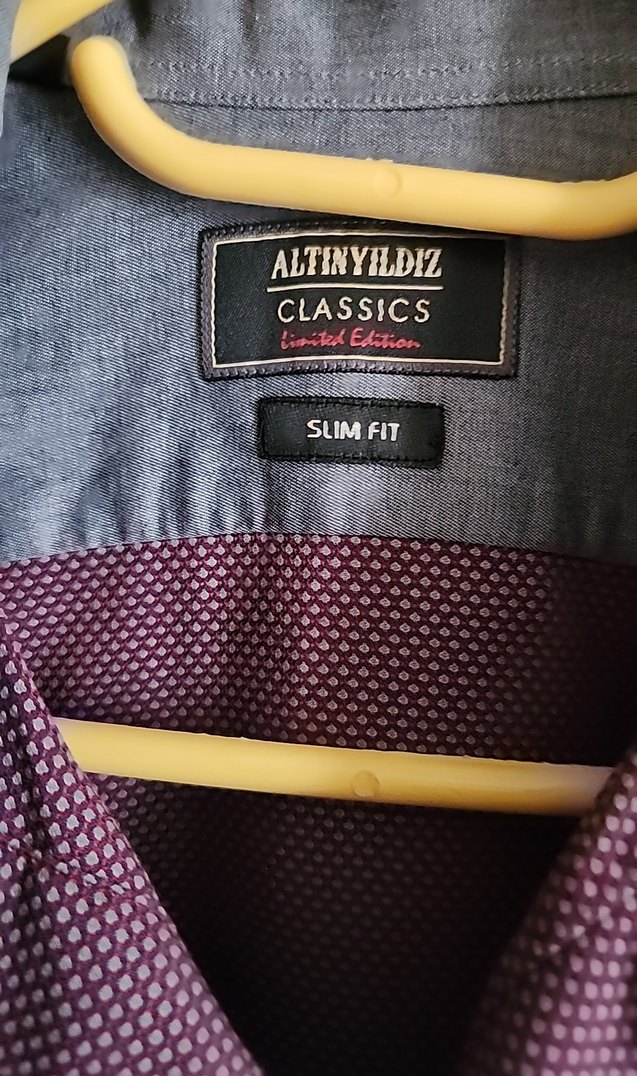 ALTINYILDIZ
CLASSICS
Limited Edition
SLIM FIT